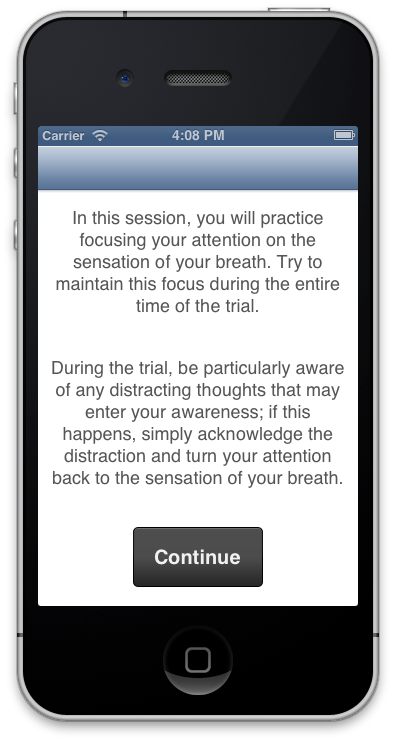 Carrier 4:08 PM
In this session, you will practice
focusing your attention on the
sensation of your breath. Try to
maintain this focus during the entire
time of the trial.
During the trial, be particularly aware
of any distracting thoughts that may
enter your awareness; if this
happens, simply acknowledge the
distraction and turn your attention
back to the sensation of your breath.
Continue